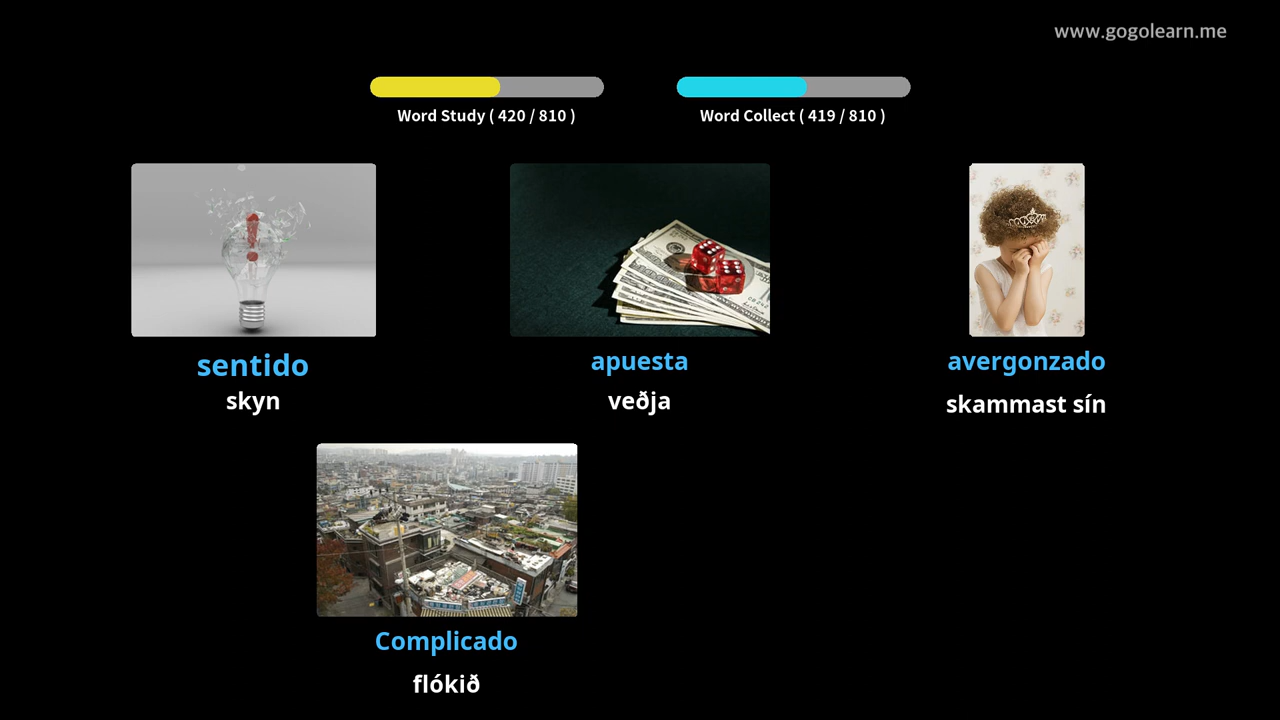 www.gogolearn.me
Word Study ( 420 / 810 )
Word Collect ( 419 / 810 )
sentido
skyn
apuesta
veðja
avergonzado
skammast sín
Complicado
flókið